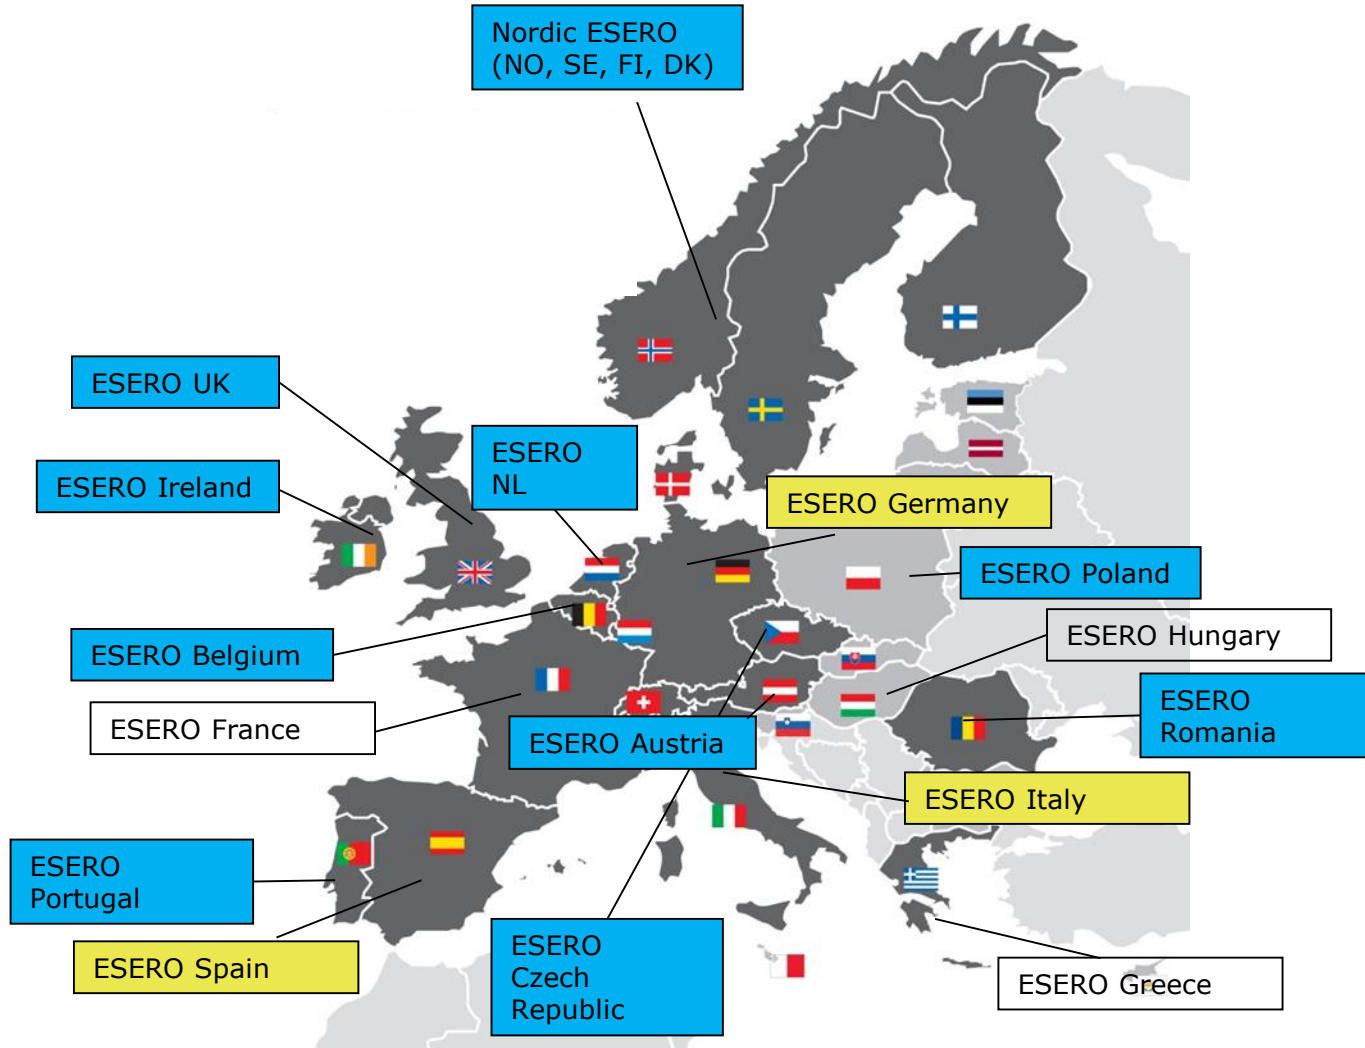 Nordic ESERO
(NO, SE, FI, DK)
ESERO UK
ESERO
NL
ESERO Ireland
ESERO Germany
ESERO Poland
ESERO Belgium
ESERO Hungary
ESERO France
ESERO Austria
ESERO
Romania
ESERO Italy
ESERO
Portugal
ESERO Spain
ESERO
Czech
Republic
ESERO Greece